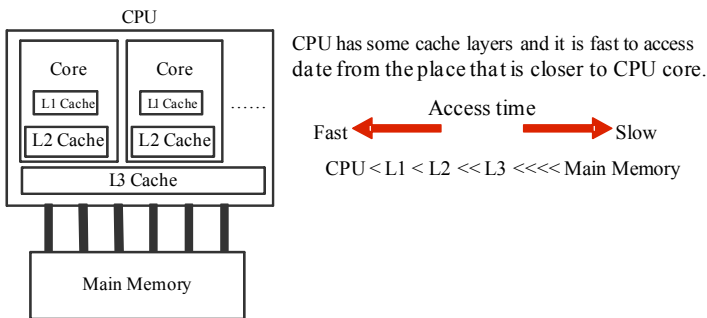 CPU
Core
Core
L1 Cache
L1 Cache
……
L2 Cache
L2 Cache
L3 Cache
Main Memory
CPU has some cache layers and it is fast to access
date from the place that is closer to CPU core.
Access time
Fast
Slow
CPU < L1 < L2 << L3 <<<< Main Memory